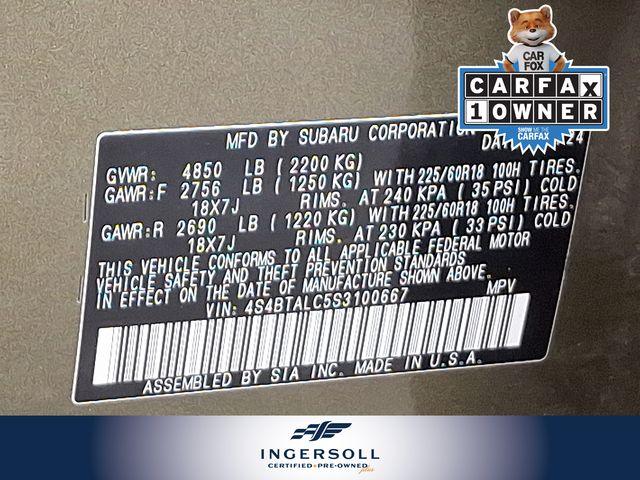 CAR
FOX
CARFAX
1 OWNER
SHOW ME THE
CARFAX
MFD BY SUBARU CORPORATION
24
GVWR: 4850 LB (2200 KG)
GAWR:F 2756 LB (1250 KG) WITH 225/60R18 100H TIRES.
18X7J RIMS. AT 240 KPA (35 PSI) COLD
GAWR:R 2690 LB (1220 KG) WITH 225/60R18 100H TIRES.
18X7J RIMS. AT 230 KPA (33 PSI) COLD
THIS VEHICLE CONFORMS TO ALL APPLICABLE FEDERAL MOTOR
VEHICLE SAFETY AND THEFT PREVENTION STANDARDS
IN EFFECT ON THE DATE OF MANUFACTURE SHOWN ABOVE.
VIN: 4S4BTALC5S3100667 MPV
ASSEMBLED BY SIA INC. MADE IN U.S.A.
INGERSOLL
CERTIFIED • PRE-OWNED plus